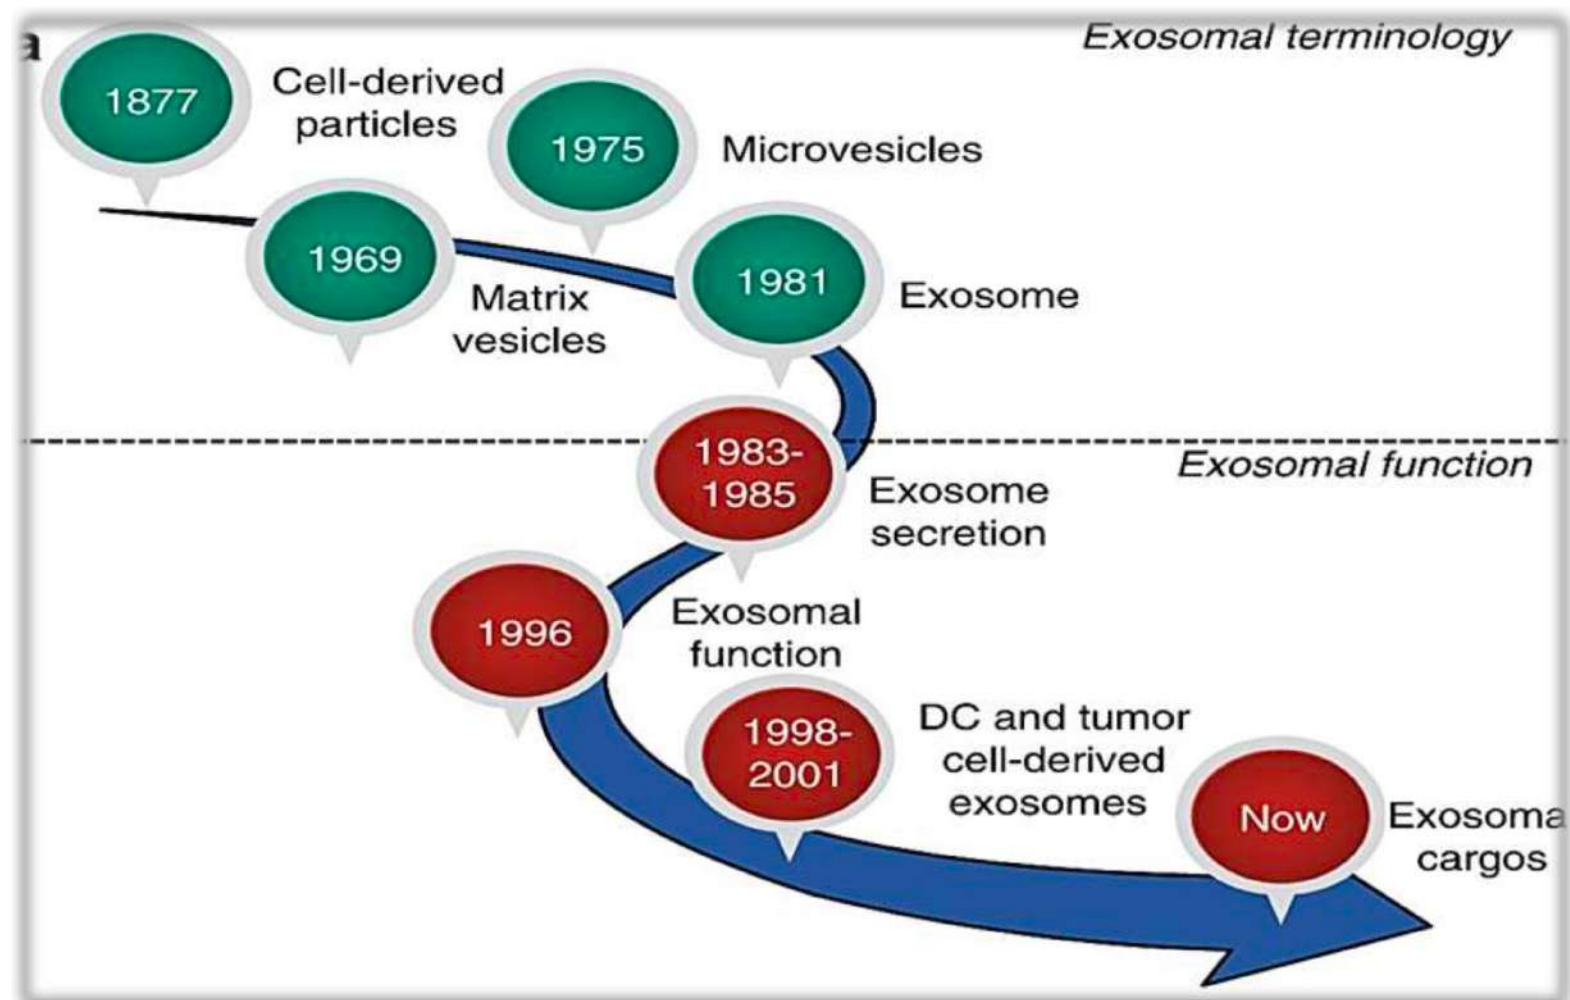 a
Exosomal terminology
1877
Cell-derived
particles
1975
Microvesicles
1969
Matrix
vesicles
1981
Exosome
Exosomal function
1983-
1985
Exosome
secretion
1996
Exosomal
function
1998-
2001
DC and tumor
cell-derived
exosomes
Now
Exosoma
cargos